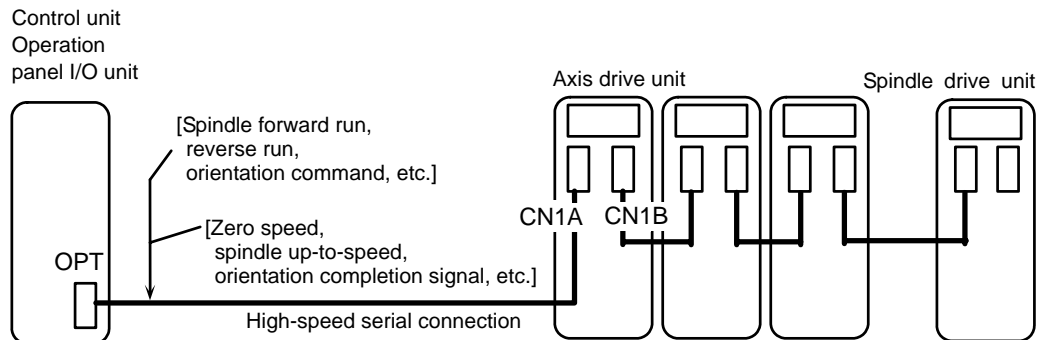 Control unit
Operation
panel I/O unit
Axis drive unit
Spindle drive unit
[Spindle forward run,
reverse run,
orientation command, etc.]
CN1A
CN1B
[Zero speed,
spindle up-to-speed,
orientation completion signal, etc.]
OPT
High-speed serial connection